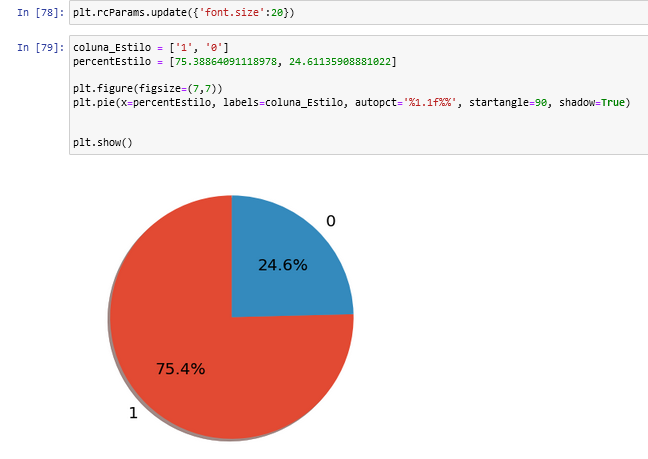 In [78]: plt.rcParams.update({'font.size':20})
In [79]: coluna_Estilo = ['1', '0']
percentEstilo = [75.38864091118978, 24.61135908881022]
plt.figure(figsize=(7,7))
plt.pie(x=percentEstilo, labels=coluna_Estilo, autopct='%1.1f%%', startangle=90, shadow=True)
plt.show()
0
24.6%
75.4%
1